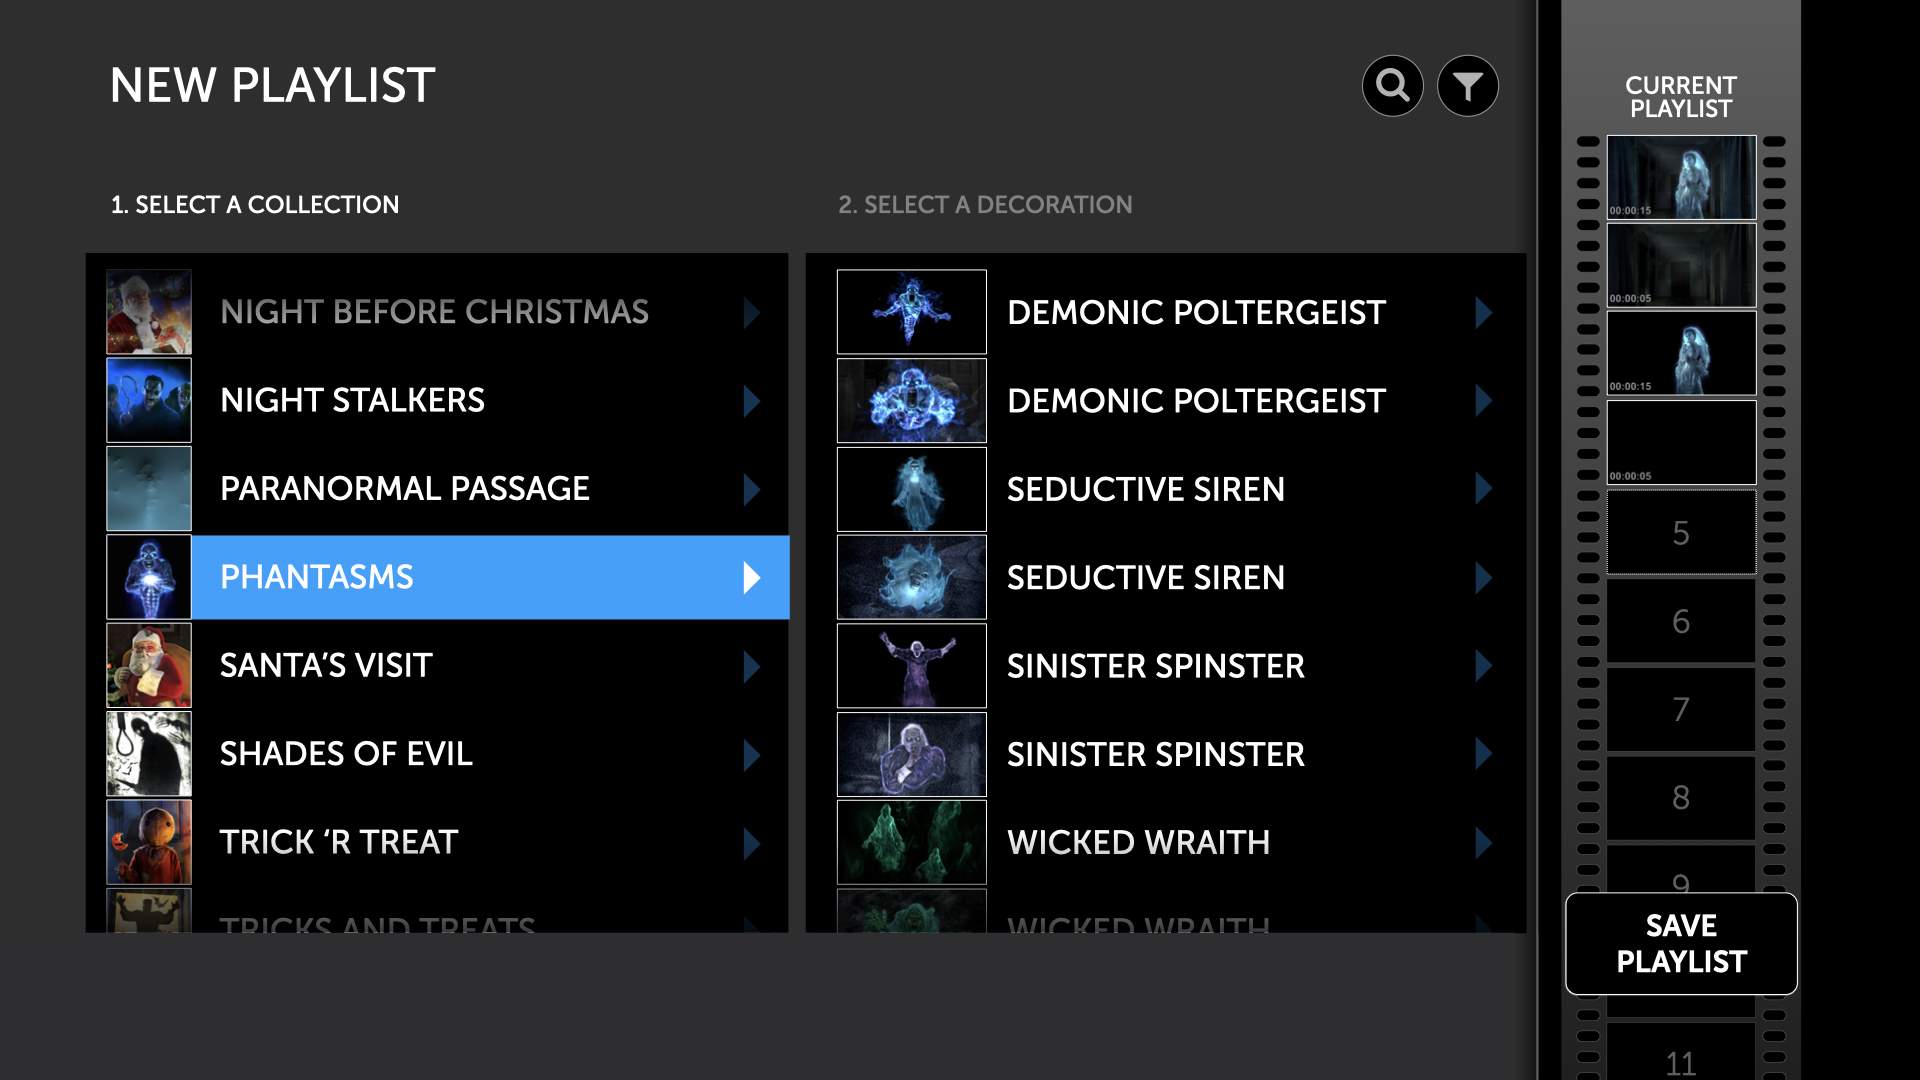 NEW PLAYLIST
1. SELECT A COLLECTION
NIGHT BEFORE CHRISTMAS
NIGHT STALKERS
PARANORMAL PASSAGE
PHANTASMS
SANTA’S VISIT
SHADES OF EVIL
TRICK ‘R TREAT
TRICKS AND TREATS
2. SELECT A DECORATION
DEMONIC POLTERGEIST
DEMONIC POLTERGEIST
SEDUCTIVE SIREN
SEDUCTIVE SIREN
SINISTER SPINSTER
SINISTER SPINSTER
WICKED WRAITH
WICKED WRAITH
CURRENT
PLAYLIST
00:00:15
00:00:05
00:00:15
00:00:05
5
6
7
8
9
SAVE
PLAYLIST
11